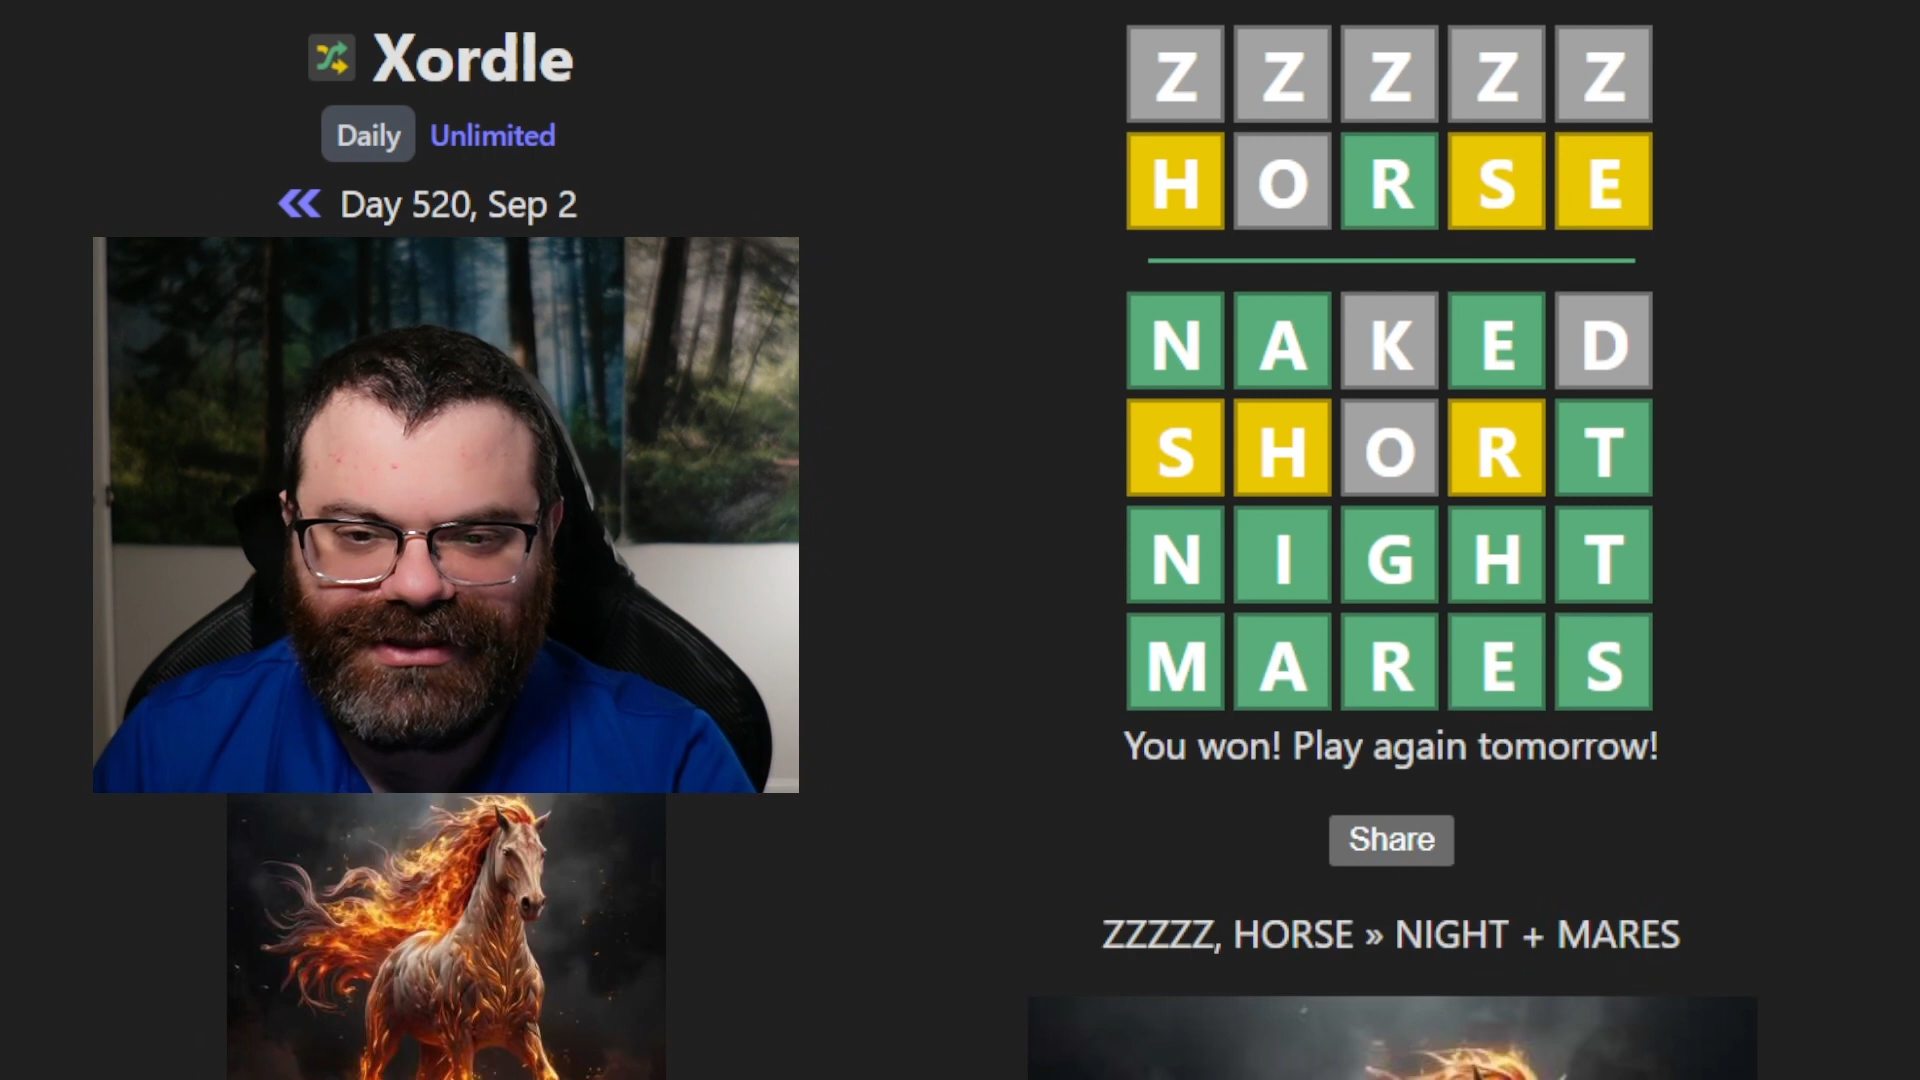 Xordle
Daily Unlimited
« Day 520, Sep 2
ZZZZZ
HORSE
NAKED
SHORT
NIGHT
MARES
You won! Play again tomorrow!
Share
ZZZZZ, HORSE » NIGHT + MARES